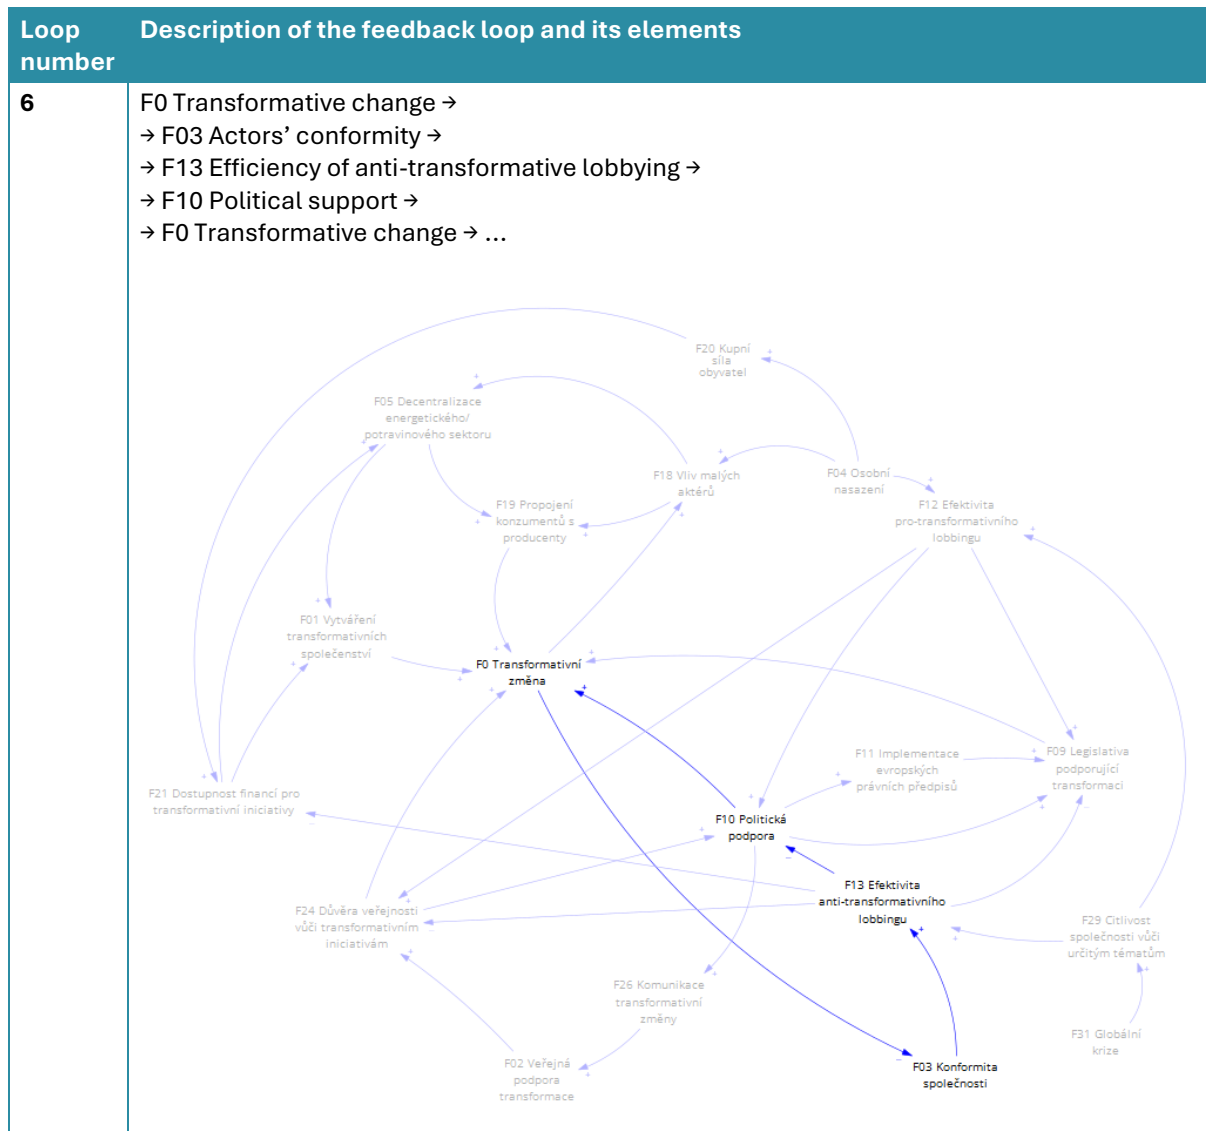 Loop
number
Description of the feedback loop and its elements
6
F0 Transformative change →
→ F03 Actors’ conformity →
→ F13 Efficiency of anti-transformative lobbying →
→ F10 Political support →
→ F0 Transformative change → ...
F20 Kupní
síla
obyvatel
F05 Decentralizace
energetického/
potravinového sektoru
F18 Vliv malých
aktérů
F04 Osobní
nasazení
F19 Propojení
konzumentů s
producenty
F12 Efektivita
pro-transformativního
lobbingu
F01 Vytváření
transformativních
společenství
F0 Transformativní
změna
F11 Implementace
evropských
právních předpisů
F09 Legislativa
podporující
transformaci
F21 Dostupnost financí pro
transformativní iniciativy
F10 Politická
podpora
F13 Efektivita
anti-transformativního
lobbingu
F24 Důvěra veřejnosti
vůči transformativním
iniciativám
F29 Citlivost
společnosti vůči
určitým tématům
F26 Komunikace
transformativní
změny
F31 Globální
krize
F02 Veřejná
podpora
transformace
F03 Konformita
společnosti